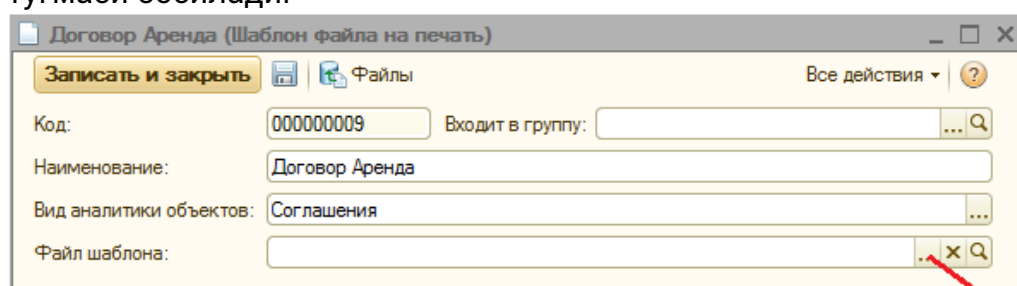 Договор Аренда (Шаблон файла на печать)
Записать и закрыть Файлы Все действия ?
Код: 000000009 Входит в группу: ...
Наименование: Договор Аренда
Вид аналитики объектов: Соглашения ...
Файл шаблона: ...